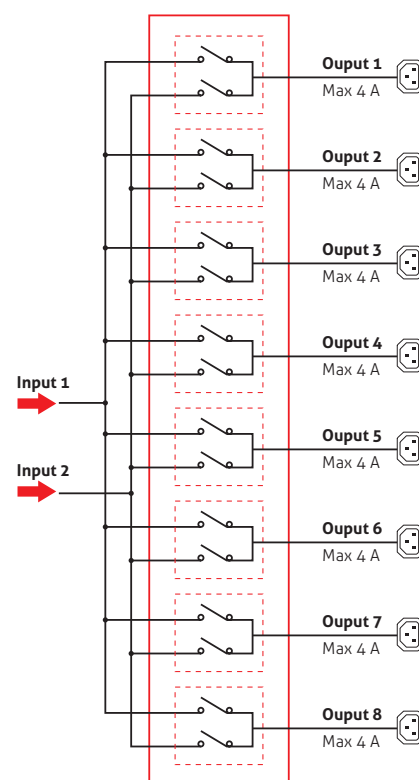 Ouput 1
Max 4 A
Ouput 2
Max 4 A
Ouput 3
Max 4 A
Ouput 4
Max 4 A
Input 1
Ouput 5
Max 4 A
Input 2
Ouput 6
Max 4 A
Ouput 7
Max 4 A
Ouput 8
Max 4 A